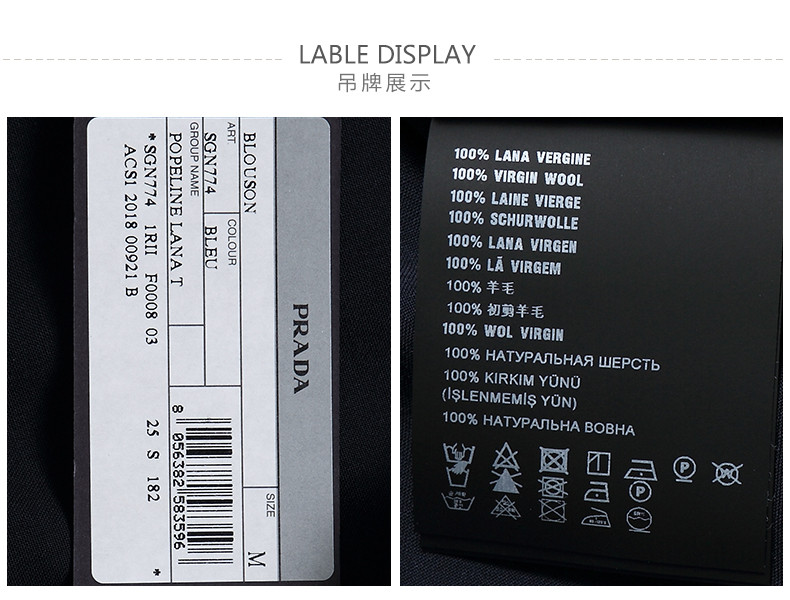 LABLE DISPLAY
吊牌展示
PRADA
BLOUSON
SIZE
M
ART
SGN774
COLOUR
BLEU
GROUP NAME
POPELINE LANA T
8 056382 583596
*SGN774 1RII F0008 03 25 S 182 *
ACS1 2018 00921 B
100% LANA VERGINE
100% VIRGIN WOOL
100% LAINE VIERGE
100% SCHURWOLLE
100% LANA VIRGEN
100% LÃ VIRGEM
100% 羊毛
100% 初剪羊毛
100% WOL VIRGIN
100% НАТУРАЛЬНАЯ ШЕРСТЬ
100% KIRKIM YÜNÜ
(İŞLENMEMİŞ YÜN)
100% НАТУРАЛЬНА ВОВНА
P
W
P